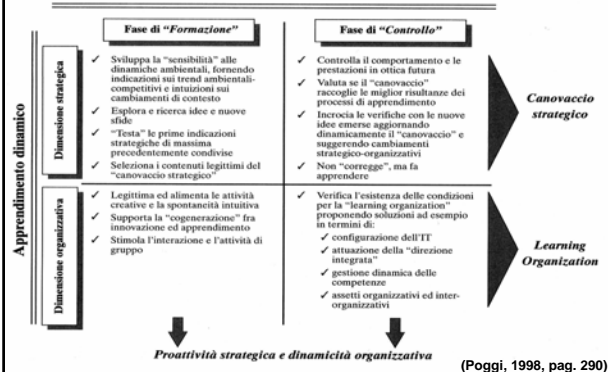 Fase di "Formazione"
Fase di "Controllo"
Apprendimento dinamico
Dimensione strategica
✓ Sviluppa la "sensibilità" alle
dinamiche ambientali, fornendo
indicazioni sui trend ambientali-
competitivi e intuizioni sui
cambiamenti di contesto
✓ Esplora e ricerca idee e nuove
sfide
✓ "Testa" le prime indicazioni
strategiche di massima
precedentemente condivise
✓ Seleziona i contenuti legittimi del
"canovaccio strategico"
✓ Controlla il comportamento e le
prestazioni in ottica futura
✓ Valuta se il "canovaccio"
raccoglie le miglior risultanze dei
processi di apprendimento
✓ Incrocia le verifiche con le nuove
idee emerse aggiornando
dinamicamente il "canovaccio" e
suggerendo cambiamenti
strategico-organizzativi
✓ Non "corregge", ma fa
apprendere
Canovaccio
strategico
Dimensione organizzativa
✓ Legittima ed alimenta le attività
creative e la spontaneità intuitiva
✓ Supporta la "cogenerazione" fra
innovazione ed apprendimento
✓ Stimola l'interazione e l'attività di
gruppo
✓ Verifica l'esistenza delle condizioni
per la "learning organization"
proponendo soluzioni ad esempio
in termini di:
✓ configurazione dell'IT
✓ attuazione della "direzione
integrata"
✓ gestione dinamica delle
competenze
✓ assetti organizzativi ed inter-
organizzativi
Learning
Organization
Proattività strategica e dinamicità organizzativa
(Poggi, 1998, pag. 290)